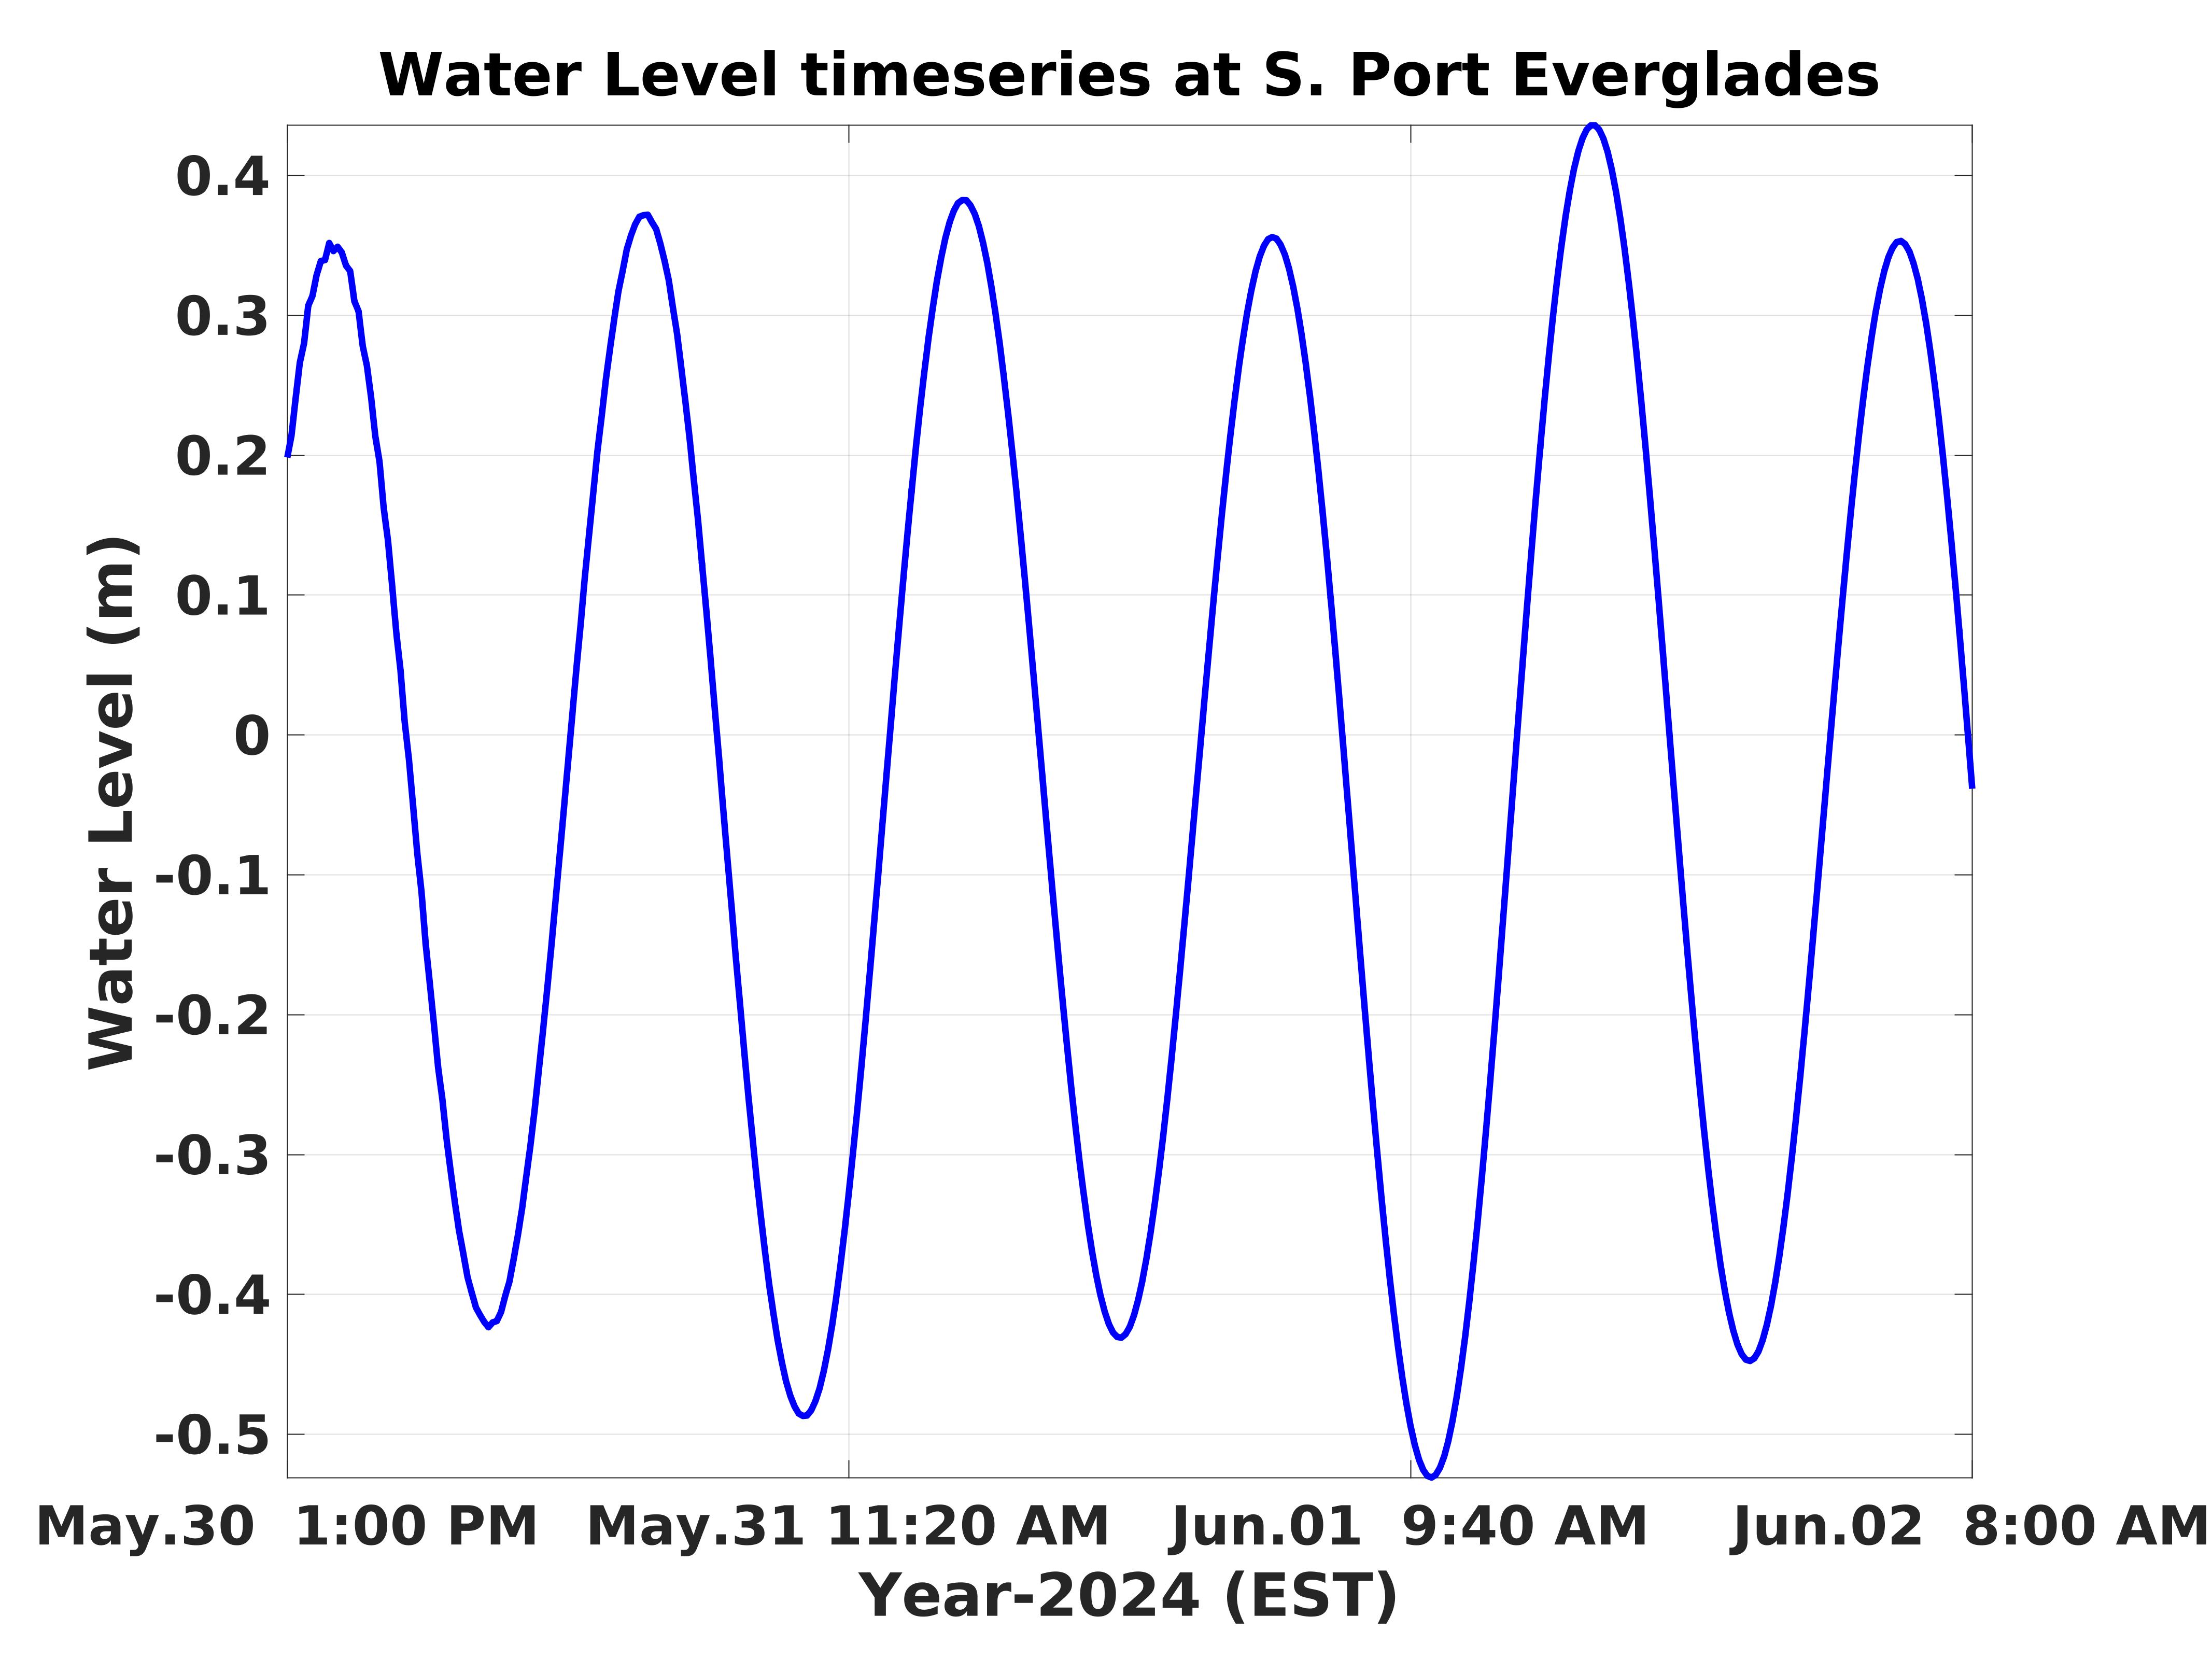 Water Level timeseries at S. Port Everglades
Water Level (m)
0.4
0.3
0.2
0.1
0
-0.1
-0.2
-0.3
-0.4
-0.5
May.30  1:00 PM
May.31 11:20 AM
Jun.01  9:40 AM
Jun.02  8:00 AM
Year-2024 (EST)